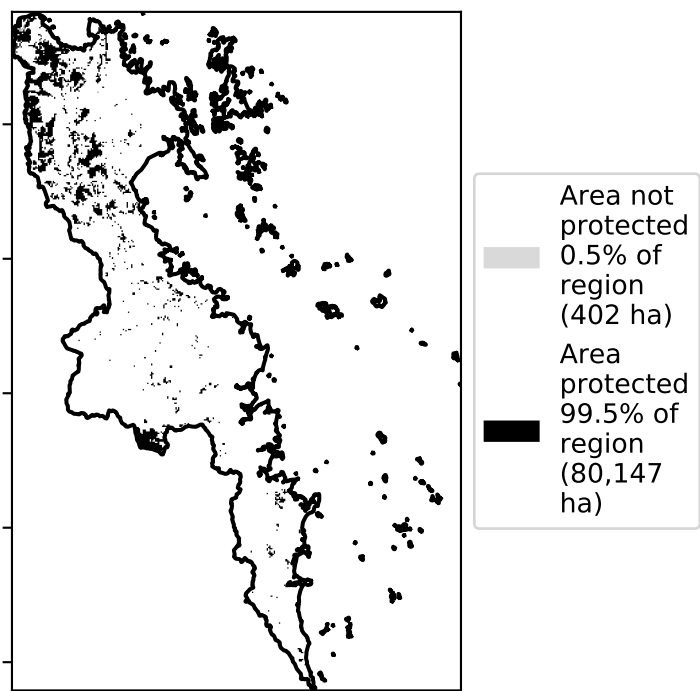 Area not
protected
0.5% of
region
(402 ha)
Area
protected
99.5% of
region
(80,147
ha)